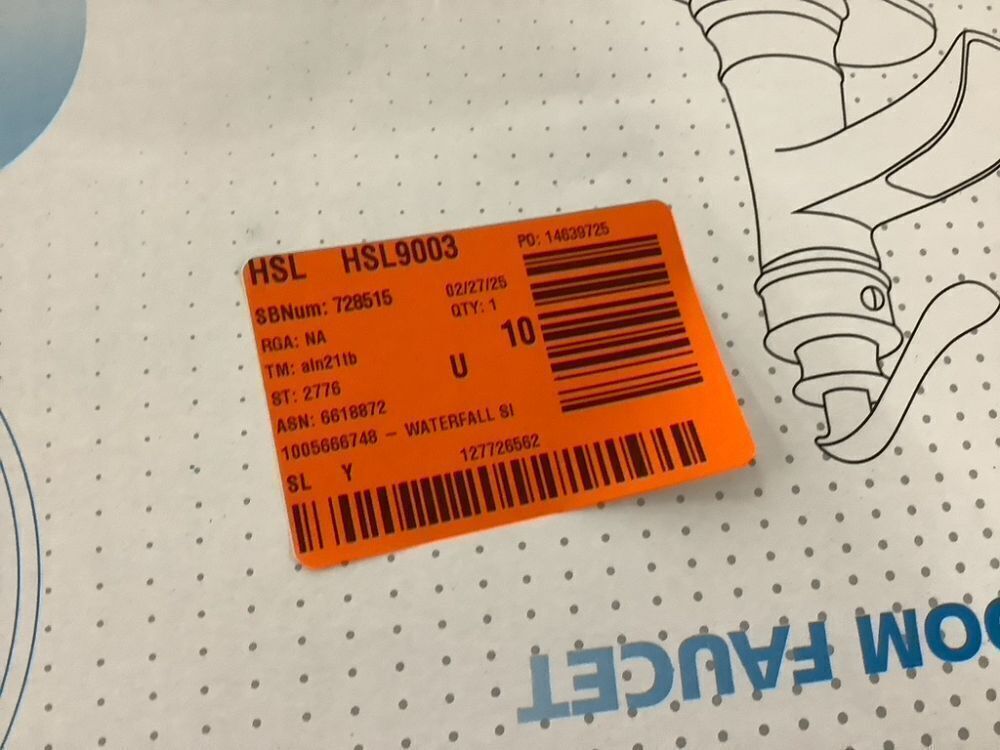 HSL HSL9003
PO: 14639725
SBNum: 728515
02/27/25
RGA: NA
QTY: 1
TM: aln21tb
U
10
ST: 2776
ASN: 6618872
1005666748 – WATERFALL SI
SL Y
127726562
OOM FAUCET